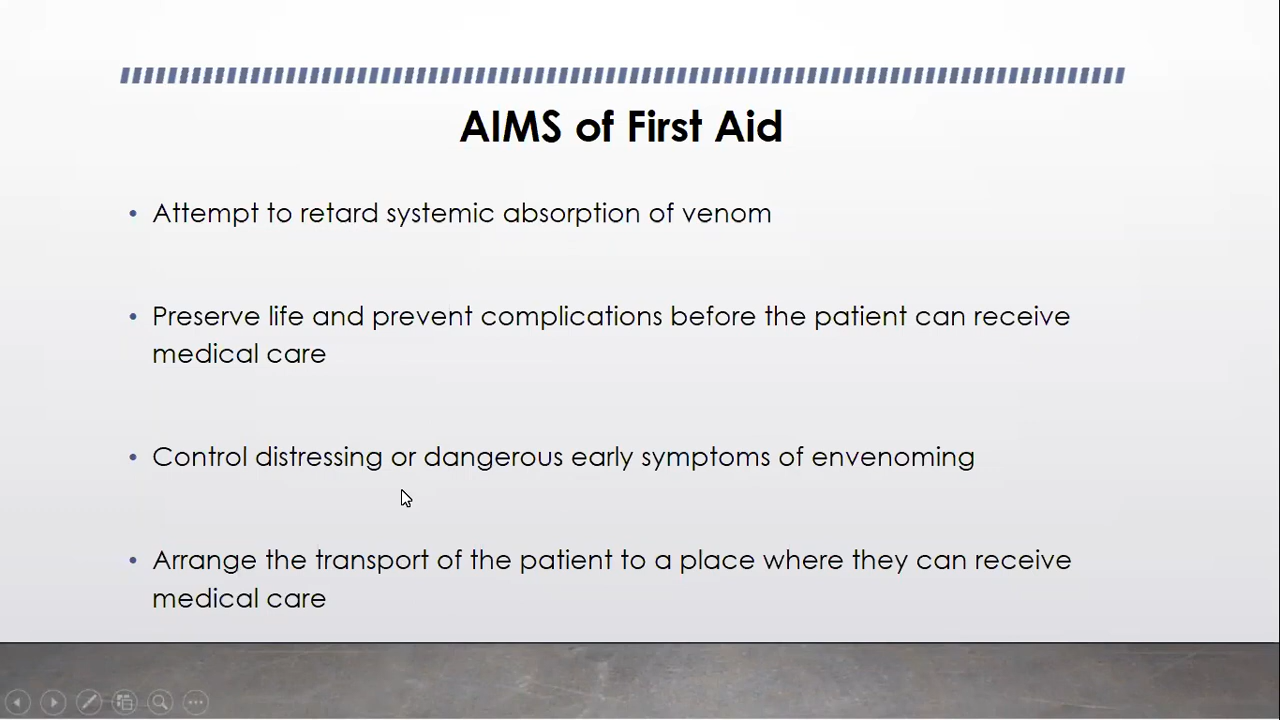 AIMS of First Aid
• Attempt to retard systemic absorption of venom
• Preserve life and prevent complications before the patient can receive
medical care
• Control distressing or dangerous early symptoms of envenoming
• Arrange the transport of the patient to a place where they can receive
medical care